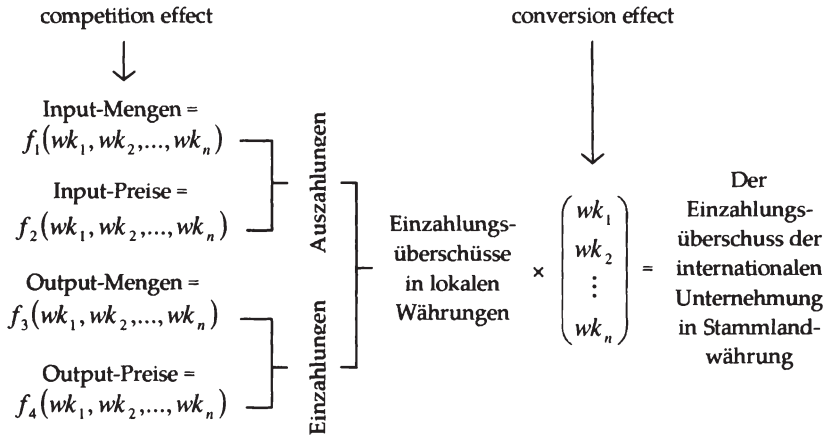 competition effect
conversion effect
Input-Mengen =
f₁(wk₁, wk₂,..., wkₙ)
Input-Preise =
f₂(wk₁, wk₂,..., wkₙ)
Output-Mengen =
f₃(wk₁, wk₂,..., wkₙ)
Output-Preise =
f₄(wk₁, wk₂,..., wkₙ)
Auszahlungen
Einzahlungen
Einzahlungs-
überschüsse
in lokalen
Währungen
×
wk₁
wk₂
⋮
wkₙ
=
Der
Einzahlungs-
überschuss der
internationalen
Unternehmung
in Stammland-
währung